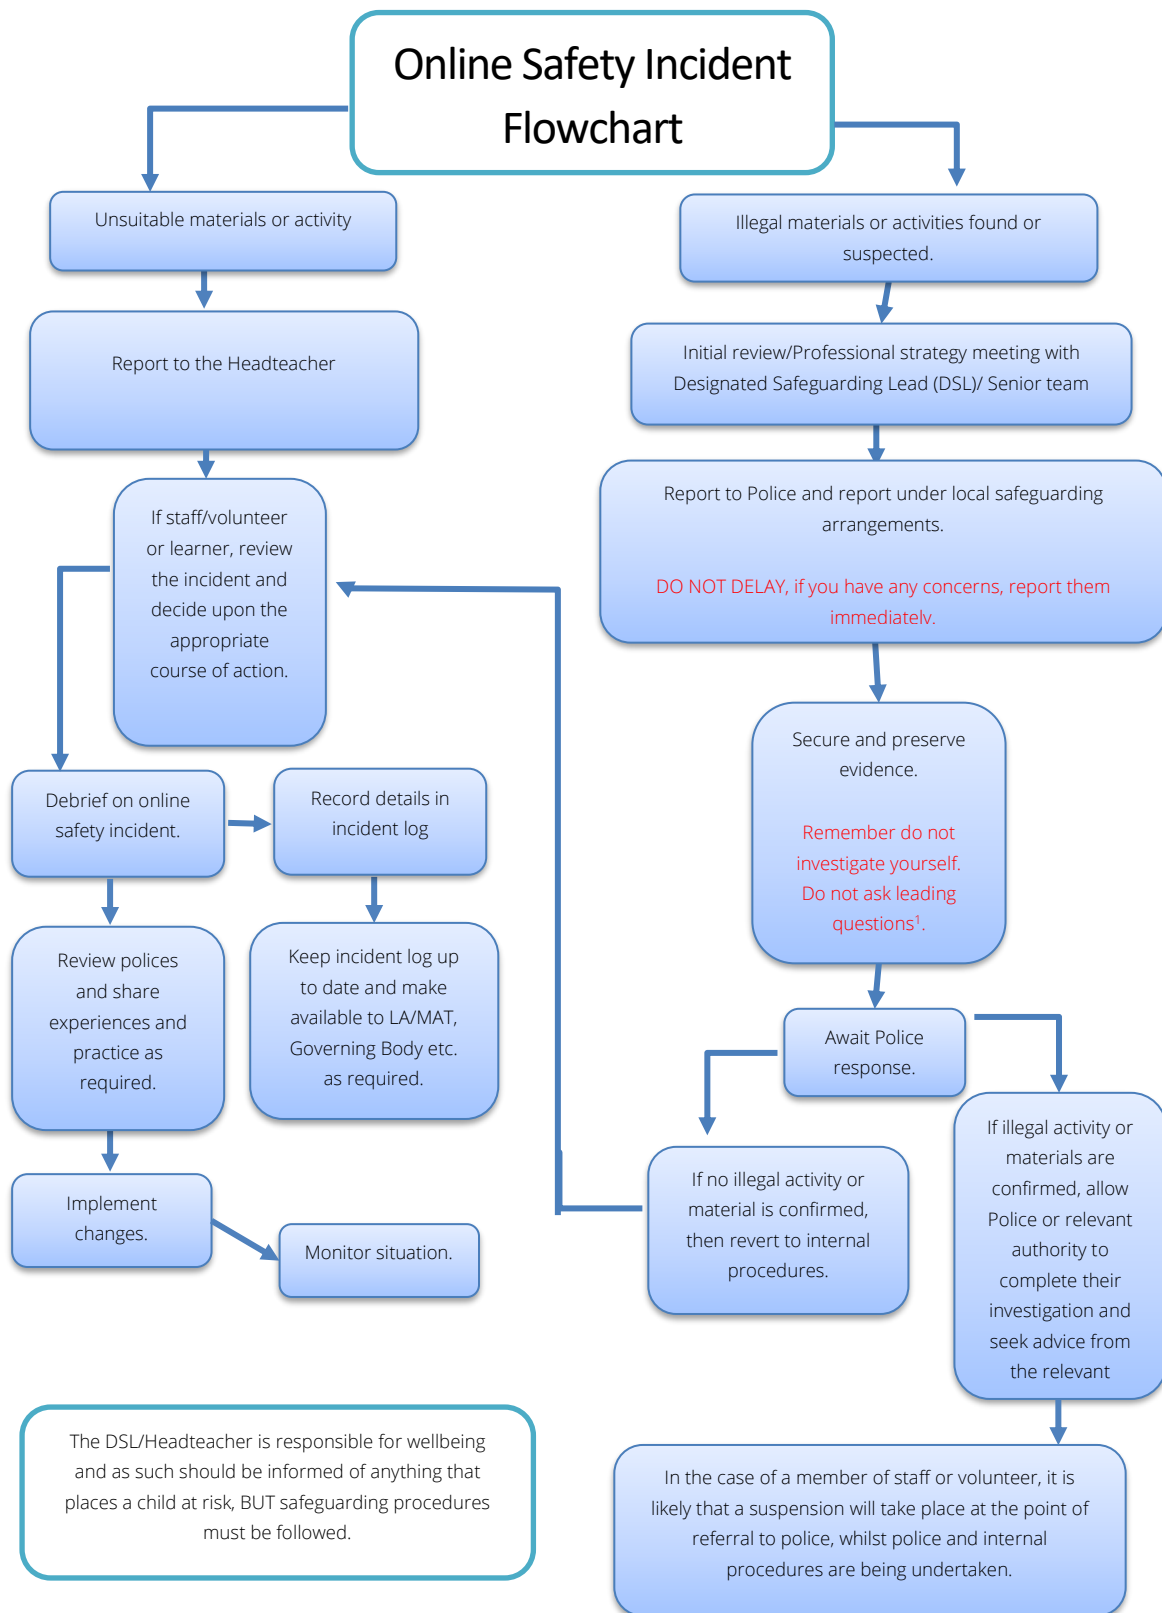 Online Safety Incident
Flowchart
Unsuitable materials or activity
Report to the Headteacher
If staff/volunteer
or learner, review
the incident and
decide upon the
appropriate
course of action.
Debrief on online
safety incident.
Record details in
incident log
Review polices
and share
experiences and
practice as
required.
Keep incident log up
to date and make
available to LA/MAT,
Governing Body etc.
as required.
Implement
changes.
Monitor situation.
Illegal materials or activities found or
suspected.
Initial review/Professional strategy meeting with
Designated Safeguarding Lead (DSL)/ Senior team
Report to Police and report under local safeguarding
arrangements.
DO NOT DELAY, if you have any concerns, report them
immediately.
Secure and preserve
evidence.
Remember do not
investigate yourself.
Do not ask leading
questions¹.
Await Police
response.
If no illegal activity or
material is confirmed,
then revert to internal
procedures.
If illegal activity or
materials are
confirmed, allow
Police or relevant
authority to
complete their
investigation and
seek advice from
the relevant
In the case of a member of staff or volunteer, it is
likely that a suspension will take place at the point of
referral to police, whilst police and internal
procedures are being undertaken.
The DSL/Headteacher is responsible for wellbeing
and as such should be informed of anything that
places a child at risk, BUT safeguarding procedures
must be followed.